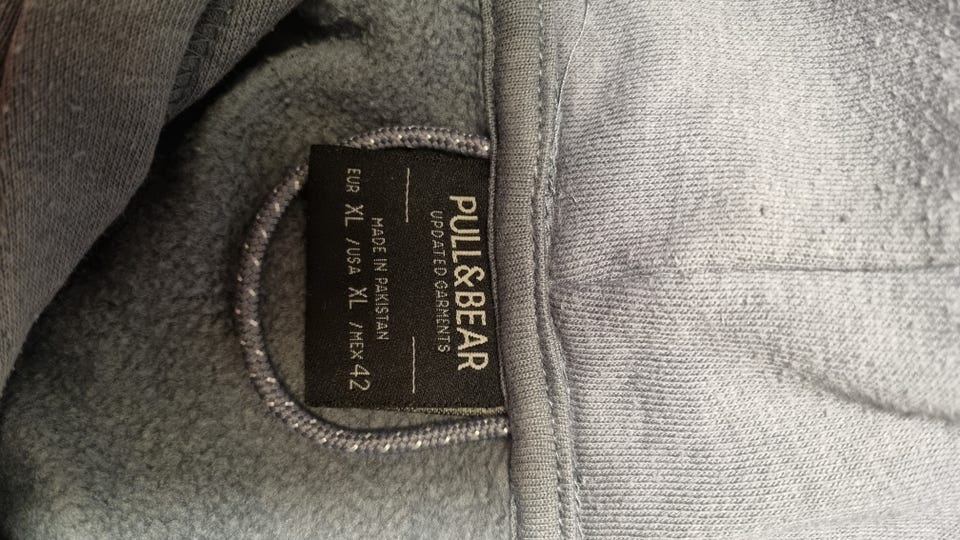 PULL&BEAR
UPDATED GARMENTS
MADE IN PAKISTAN
EUR XL /USA XL /MEX 42